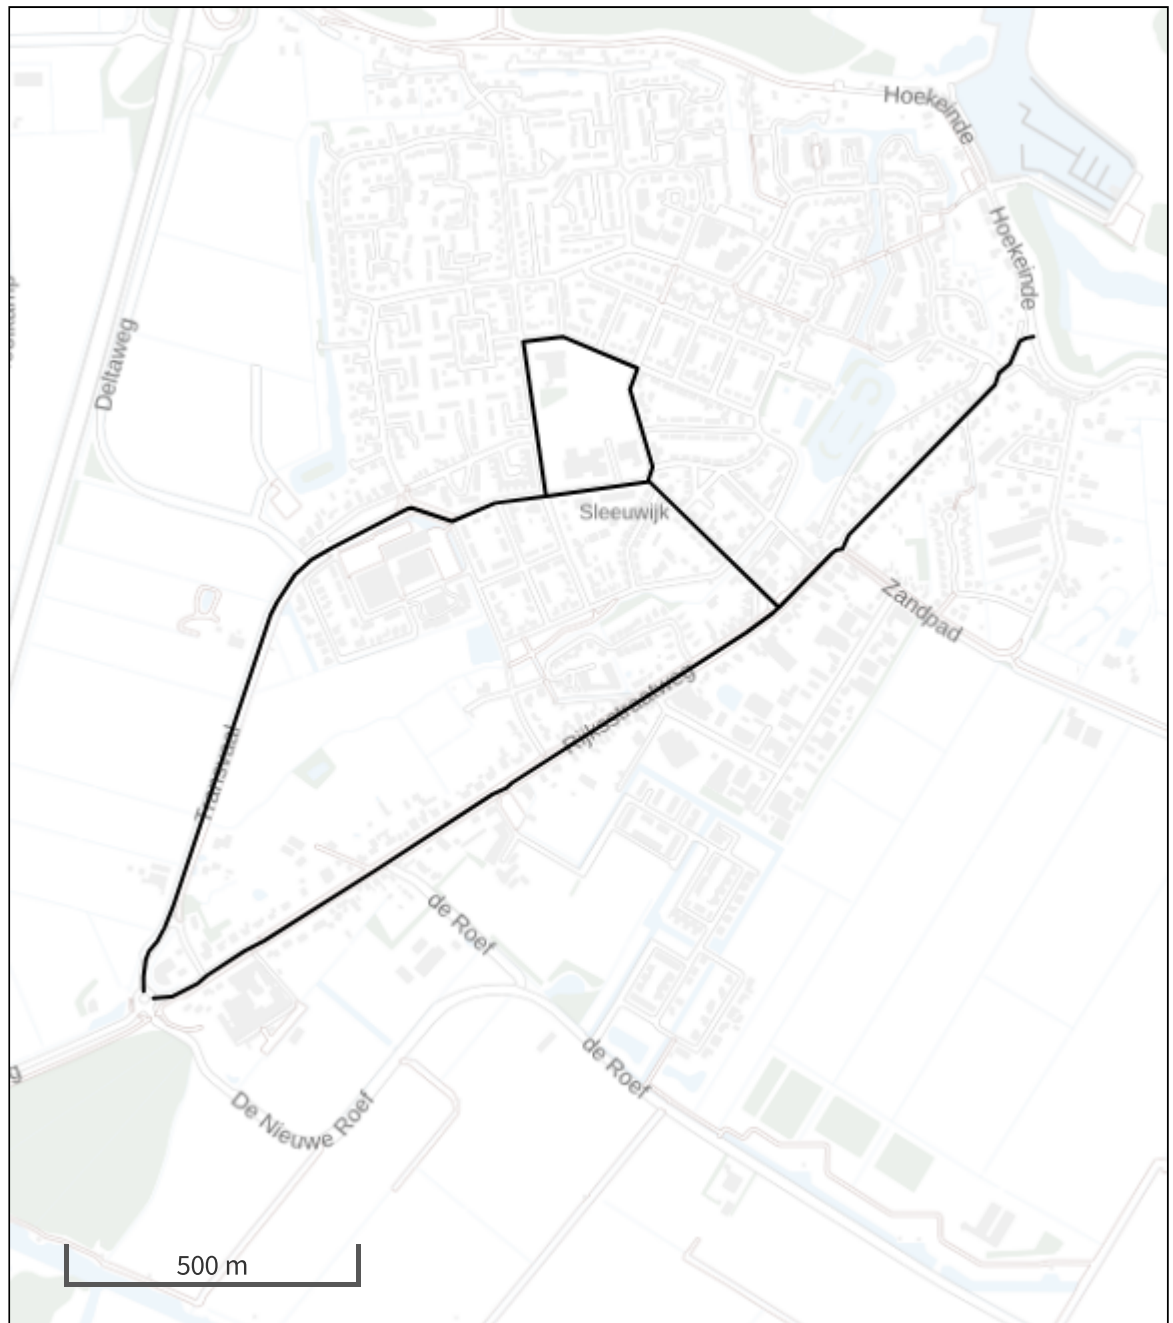 Hoekeinde
Hoekeinde
Deltaweg
Sleeuwijk
Zandpad
Rijksstraatweg
Transvaal
de Roef
de Roef
De Nieuwe Roef
g
500 m